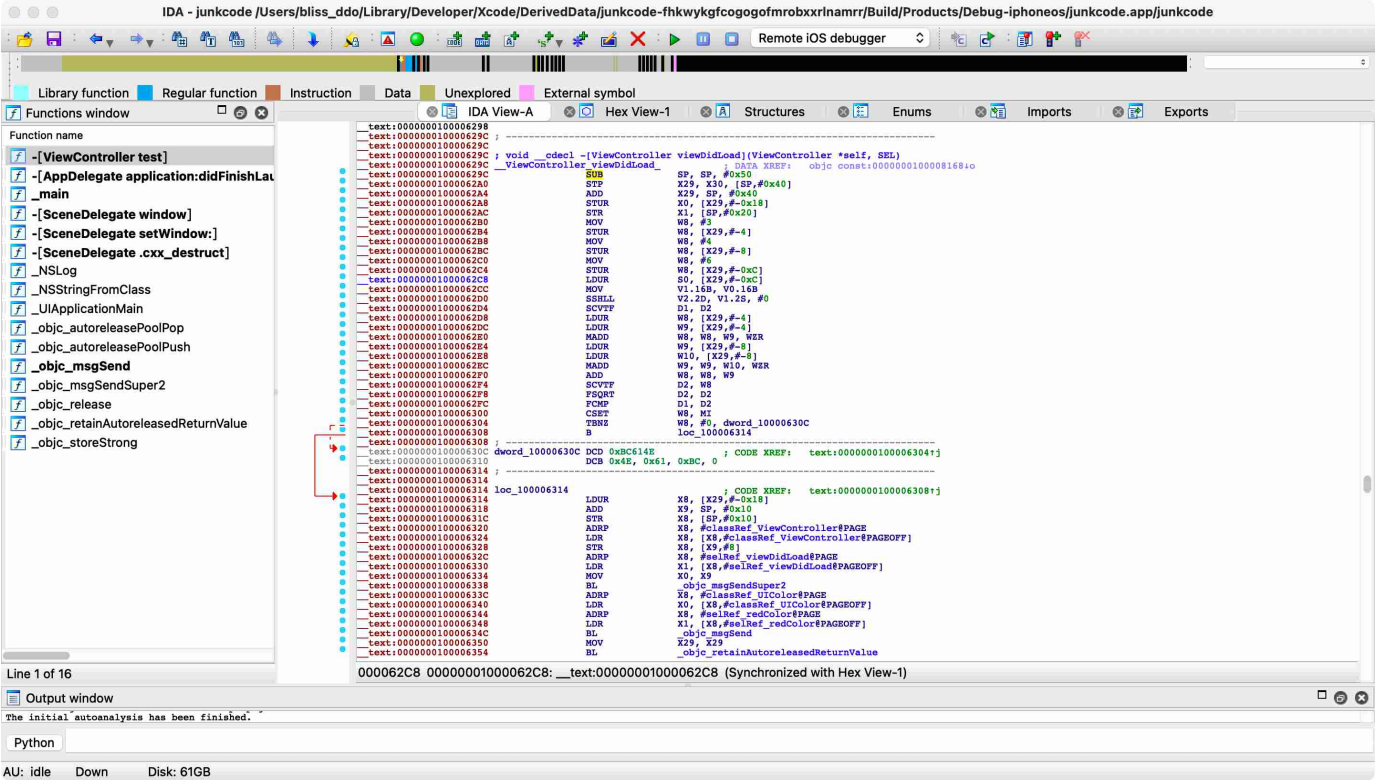 IDA - junkcode /Users/bliss_ddo/Library/Developer/Xcode/DerivedData/junkcode-fhkwykgfcogogofmrobxxrlnamrr/Build/Products/Debug-iphoneos/junkcode.app/junkcode
Remote iOS debugger
Library function Regular function Instruction Data Unexplored External symbol
Functions window
IDA View-A Hex View-1 Structures Enums Imports Exports
Function name
-[ViewController test]
-[AppDelegate application:didFinishLau
_main
-[SceneDelegate window]
-[SceneDelegate setWindow:]
-[SceneDelegate .cxx_destruct]
_NSLog
_NSStringFromClass
_UIApplicationMain
_objc_autoreleasePoolPop
_objc_autoreleasePoolPush
_objc_msgSend
_objc_msgSendSuper2
_objc_release
_objc_retainAutoreleasedReturnValue
_objc_storeStrong
Line 1 of 16
__text:0000000100006298
__text:000000010000629C ; ---------------------------------------------------------------------------
__text:000000010000629C
__text:000000010000629C ; void __cdecl -[ViewController viewDidLoad](ViewController *self, SEL)
__text:000000010000629C __ViewController_viewDidLoad_ ; DATA XREF: __objc_const:0000000100008168↓o
__text:000000010000629C SUB SP, SP, #0x50
__text:00000001000062A0 STP X29, X30, [SP,#0x40]
__text:00000001000062A4 ADD X29, SP, #0x40
__text:00000001000062A8 STUR X0, [X29,#-0x18]
__text:00000001000062AC STR X1, [SP,#0x20]
__text:00000001000062B0 MOV W8, #3
__text:00000001000062B4 STUR W8, [X29,#-4]
__text:00000001000062B8 MOV W8, #4
__text:00000001000062BC STUR W8, [X29,#-8]
__text:00000001000062C0 MOV W8, #6
__text:00000001000062C4 STUR W8, [X29,#-0xC]
__text:00000001000062C8 LDUR S0, [X29,#-0xC]
__text:00000001000062CC MOV V1.16B, V0.16B
__text:00000001000062D0 SSHLL V2.2D, V1.2S, #0
__text:00000001000062D4 SCVTF D1, D2
__text:00000001000062D8 LDUR W8, [X29,#-4]
__text:00000001000062DC LDUR W9, [X29,#-4]
__text:00000001000062E0 MADD W8, W8, W9, WZR
__text:00000001000062E4 LDUR W9, [X29,#-8]
__text:00000001000062E8 LDUR W10, [X29,#-8]
__text:00000001000062EC MADD W9, W9, W10, WZR
__text:00000001000062F0 ADD W8, W8, W9
__text:00000001000062F4 SCVTF D2, W8
__text:00000001000062F8 FSQRT D2, D2
__text:00000001000062FC FCMP D1, D2
__text:0000000100006300 CSET W8, MI
__text:0000000100006304 TBNZ W8, #0, dword_10000630C
__text:0000000100006308 B loc_100006314
__text:0000000100006308 ; ---------------------------------------------------------------------------
__text:000000010000630C dword_10000630C DCD 0xBC614E ; CODE XREF: __text:0000000100006304↑j
__text:0000000100006310 DCB 0x4E, 0x61, 0xBC, 0
__text:0000000100006314 ; ---------------------------------------------------------------------------
__text:0000000100006314
__text:0000000100006314 loc_100006314 ; CODE XREF: __text:0000000100006308↑j
__text:0000000100006314 LDUR X8, [X29,#-0x18]
__text:0000000100006318 ADD X9, SP, #0x10
__text:000000010000631C STR X8, [SP,#0x10]
__text:0000000100006320 ADRP X8, #classRef_ViewController@PAGE
__text:0000000100006324 LDR X8, [X8,#classRef_ViewController@PAGEOFF]
__text:0000000100006328 STR X8, [X9,#8]
__text:000000010000632C ADRP X8, #selRef_viewDidLoad@PAGE
__text:0000000100006330 LDR X1, [X8,#selRef_viewDidLoad@PAGEOFF]
__text:0000000100006334 MOV X0, X9
__text:0000000100006338 BL _objc_msgSendSuper2
__text:000000010000633C ADRP X8, #classRef_UIColor@PAGE
__text:0000000100006340 LDR X0, [X8,#classRef_UIColor@PAGEOFF]
__text:0000000100006344 ADRP X8, #selRef_redColor@PAGE
__text:0000000100006348 LDR X1, [X8,#selRef_redColor@PAGEOFF]
__text:000000010000634C BL _objc_msgSend
__text:0000000100006350 MOV X29, X29
__text:0000000100006354 BL _objc_retainAutoreleasedReturnValue
000062C8 00000001000062C8: __text:00000001000062C8 (Synchronized with Hex View-1)
Output window
The initial autoanalysis has been finished.
Python
AU: idle Down Disk: 61GB